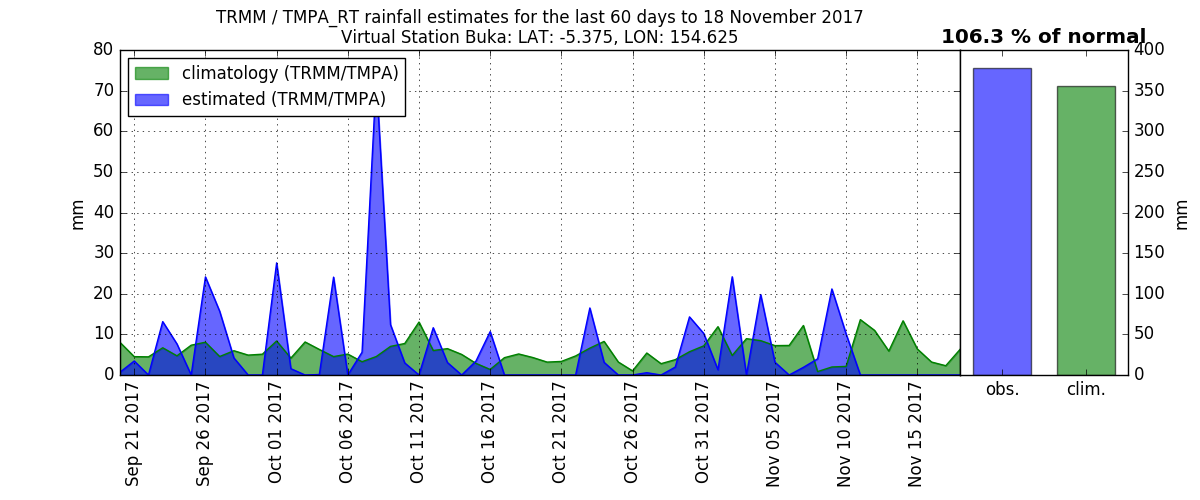 TRMM / TMPA_RT rainfall estimates for the last 60 days to 18 November 2017
Virtual Station Buka: LAT: -5.375, LON: 154.625
106.3 % of normal
climatology (TRMM/TMPA)
estimated (TRMM/TMPA)
mm
80
70
60
50
40
30
20
10
0
Sep 21 2017
Sep 26 2017
Oct 01 2017
Oct 06 2017
Oct 11 2017
Oct 16 2017
Oct 21 2017
Oct 26 2017
Oct 31 2017
Nov 05 2017
Nov 10 2017
Nov 15 2017
obs.
clim.
400
350
300
250
200
150
100
50
0
mm